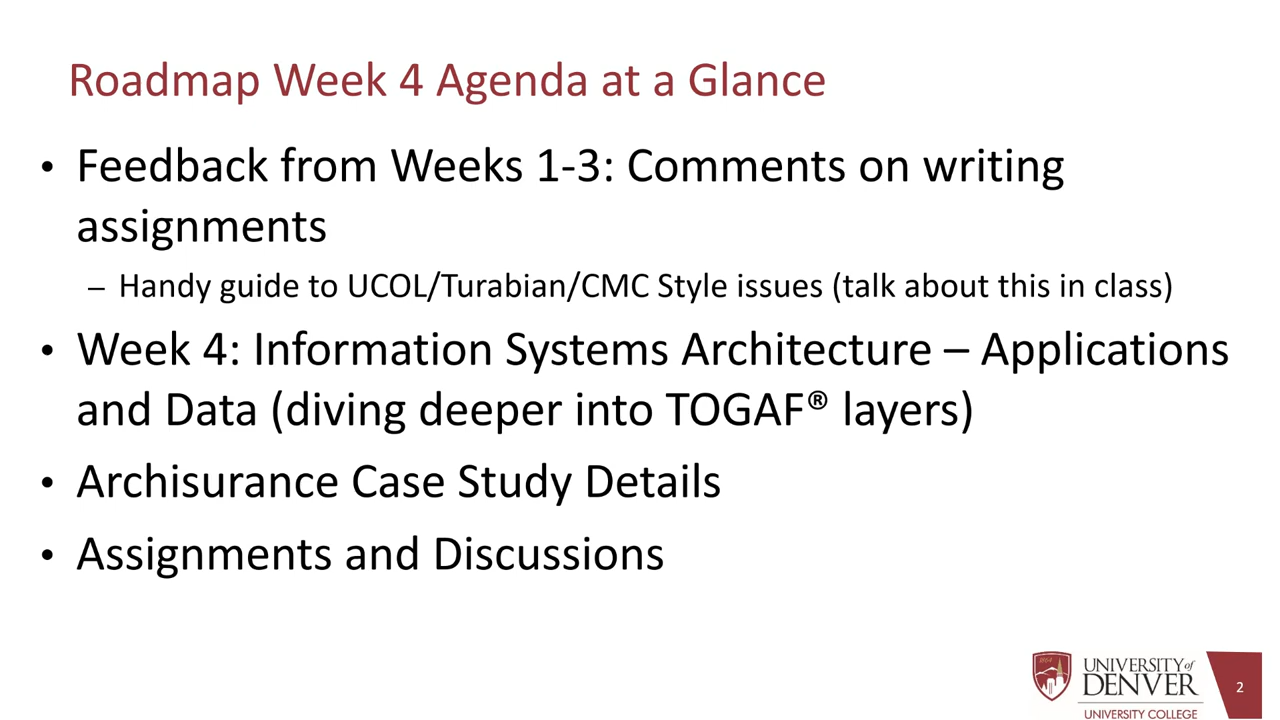 Roadmap Week 4 Agenda at a Glance
• Feedback from Weeks 1-3: Comments on writing
assignments
– Handy guide to UCOL/Turabian/CMC Style issues (talk about this in class)
• Week 4: Information Systems Architecture – Applications
and Data (diving deeper into TOGAF® layers)
• Archisurance Case Study Details
• Assignments and Discussions
1864
UNIVERSITY of
DENVER
UNIVERSITY COLLEGE
2